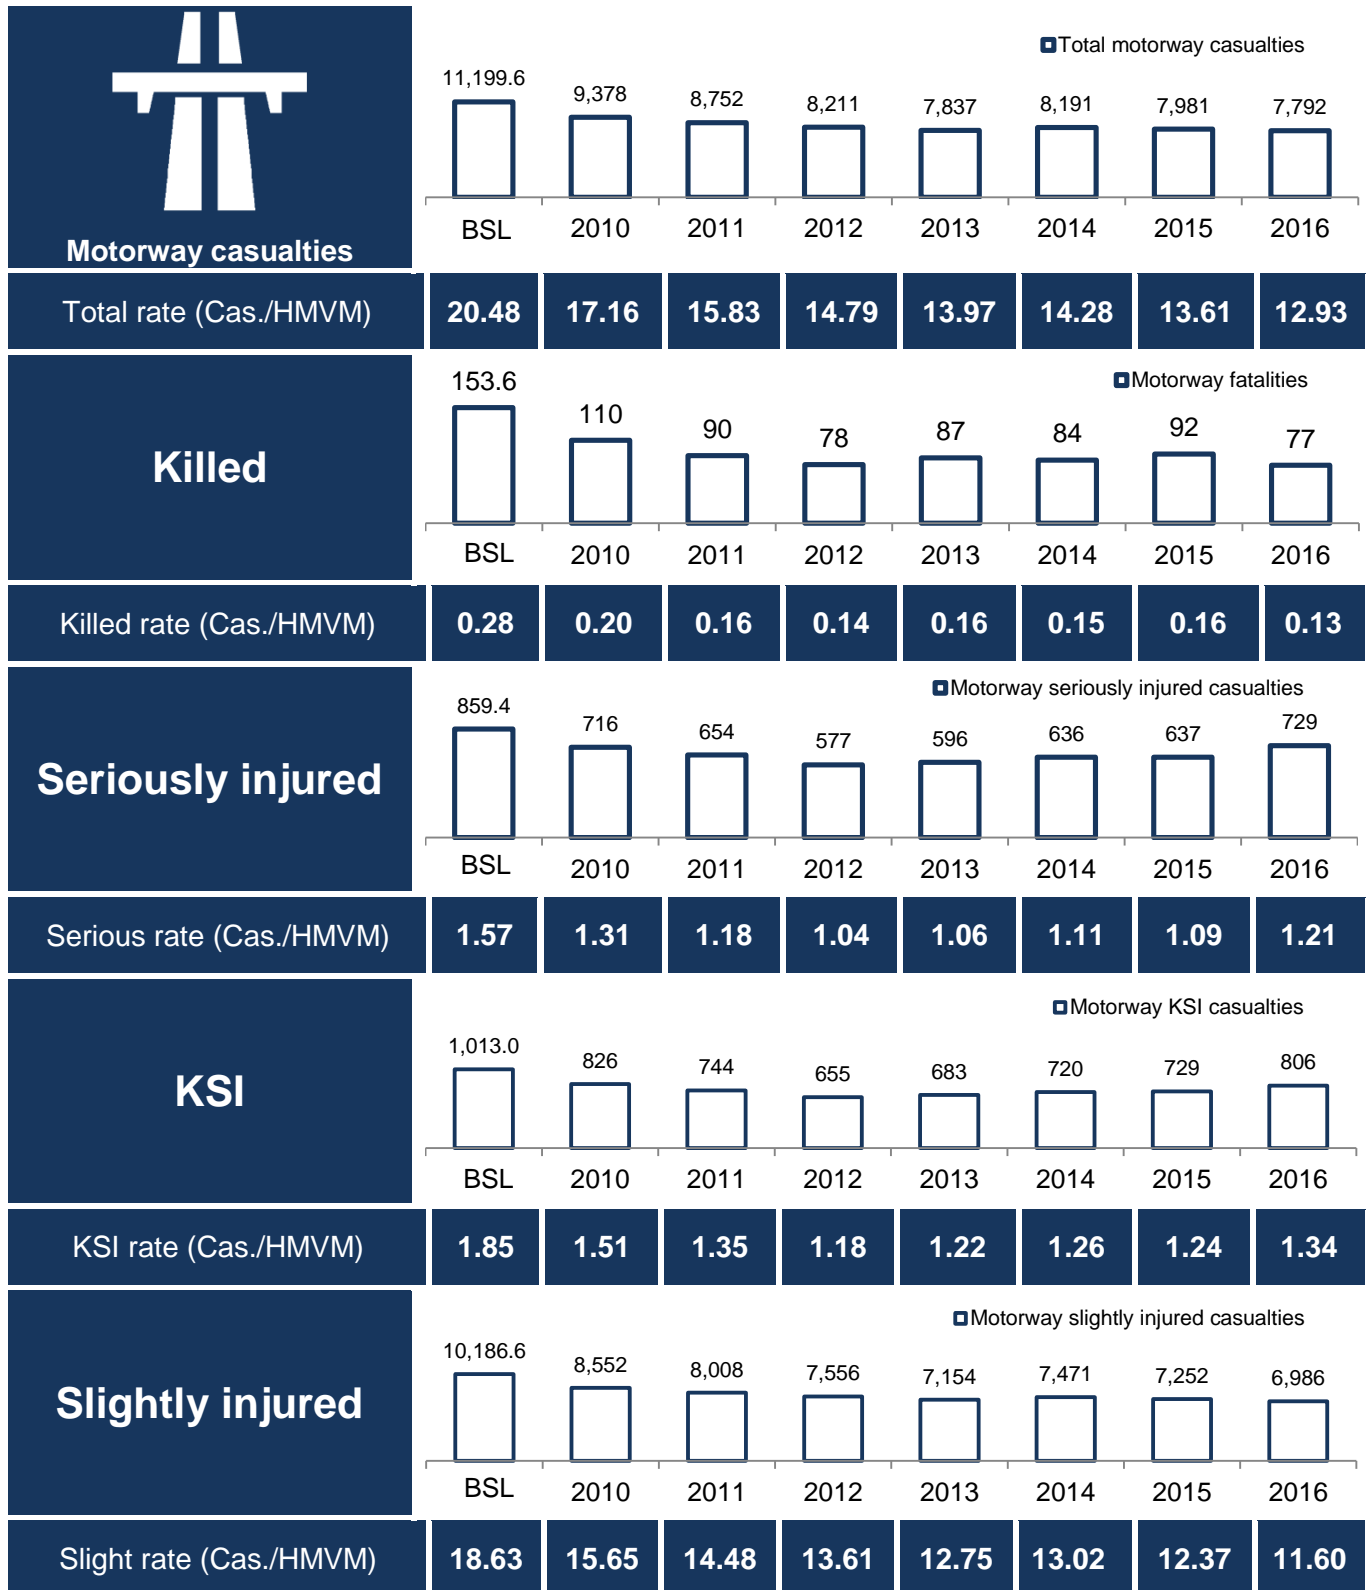 Total motorway casualties
11,199.6 9,378 8,752 8,211 7,837 8,191 7,981 7,792
BSL 2010 2011 2012 2013 2014 2015 2016
Motorway casualties
Total rate (Cas./HMVM) 20.48 17.16 15.83 14.79 13.97 14.28 13.61 12.93
Motorway fatalities
153.6 110 90 78 87 84 92 77
Killed
BSL 2010 2011 2012 2013 2014 2015 2016
Killed rate (Cas./HMVM) 0.28 0.20 0.16 0.14 0.16 0.15 0.16 0.13
Motorway seriously injured casualties
859.4 716 654 577 596 636 637 729
Seriously injured
BSL 2010 2011 2012 2013 2014 2015 2016
Serious rate (Cas./HMVM) 1.57 1.31 1.18 1.04 1.06 1.11 1.09 1.21
Motorway KSI casualties
1,013.0 826 744 655 683 720 729 806
KSI
BSL 2010 2011 2012 2013 2014 2015 2016
KSI rate (Cas./HMVM) 1.85 1.51 1.35 1.18 1.22 1.26 1.24 1.34
Motorway slightly injured casualties
10,186.6 8,552 8,008 7,556 7,154 7,471 7,252 6,986
Slightly injured
BSL 2010 2011 2012 2013 2014 2015 2016
Slight rate (Cas./HMVM) 18.63 15.65 14.48 13.61 12.75 13.02 12.37 11.60